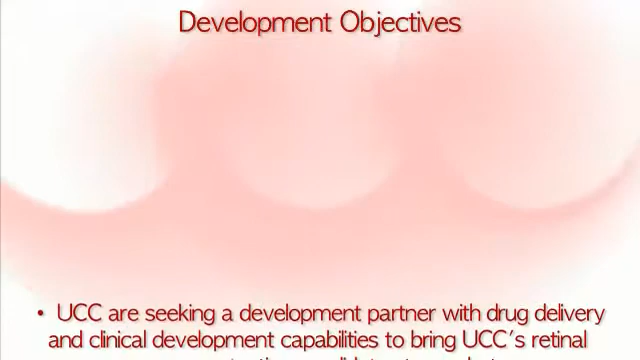 Development Objectives
• UCC are seeking a development partner with drug delivery
and clinical development capabilities to bring UCC's retinal